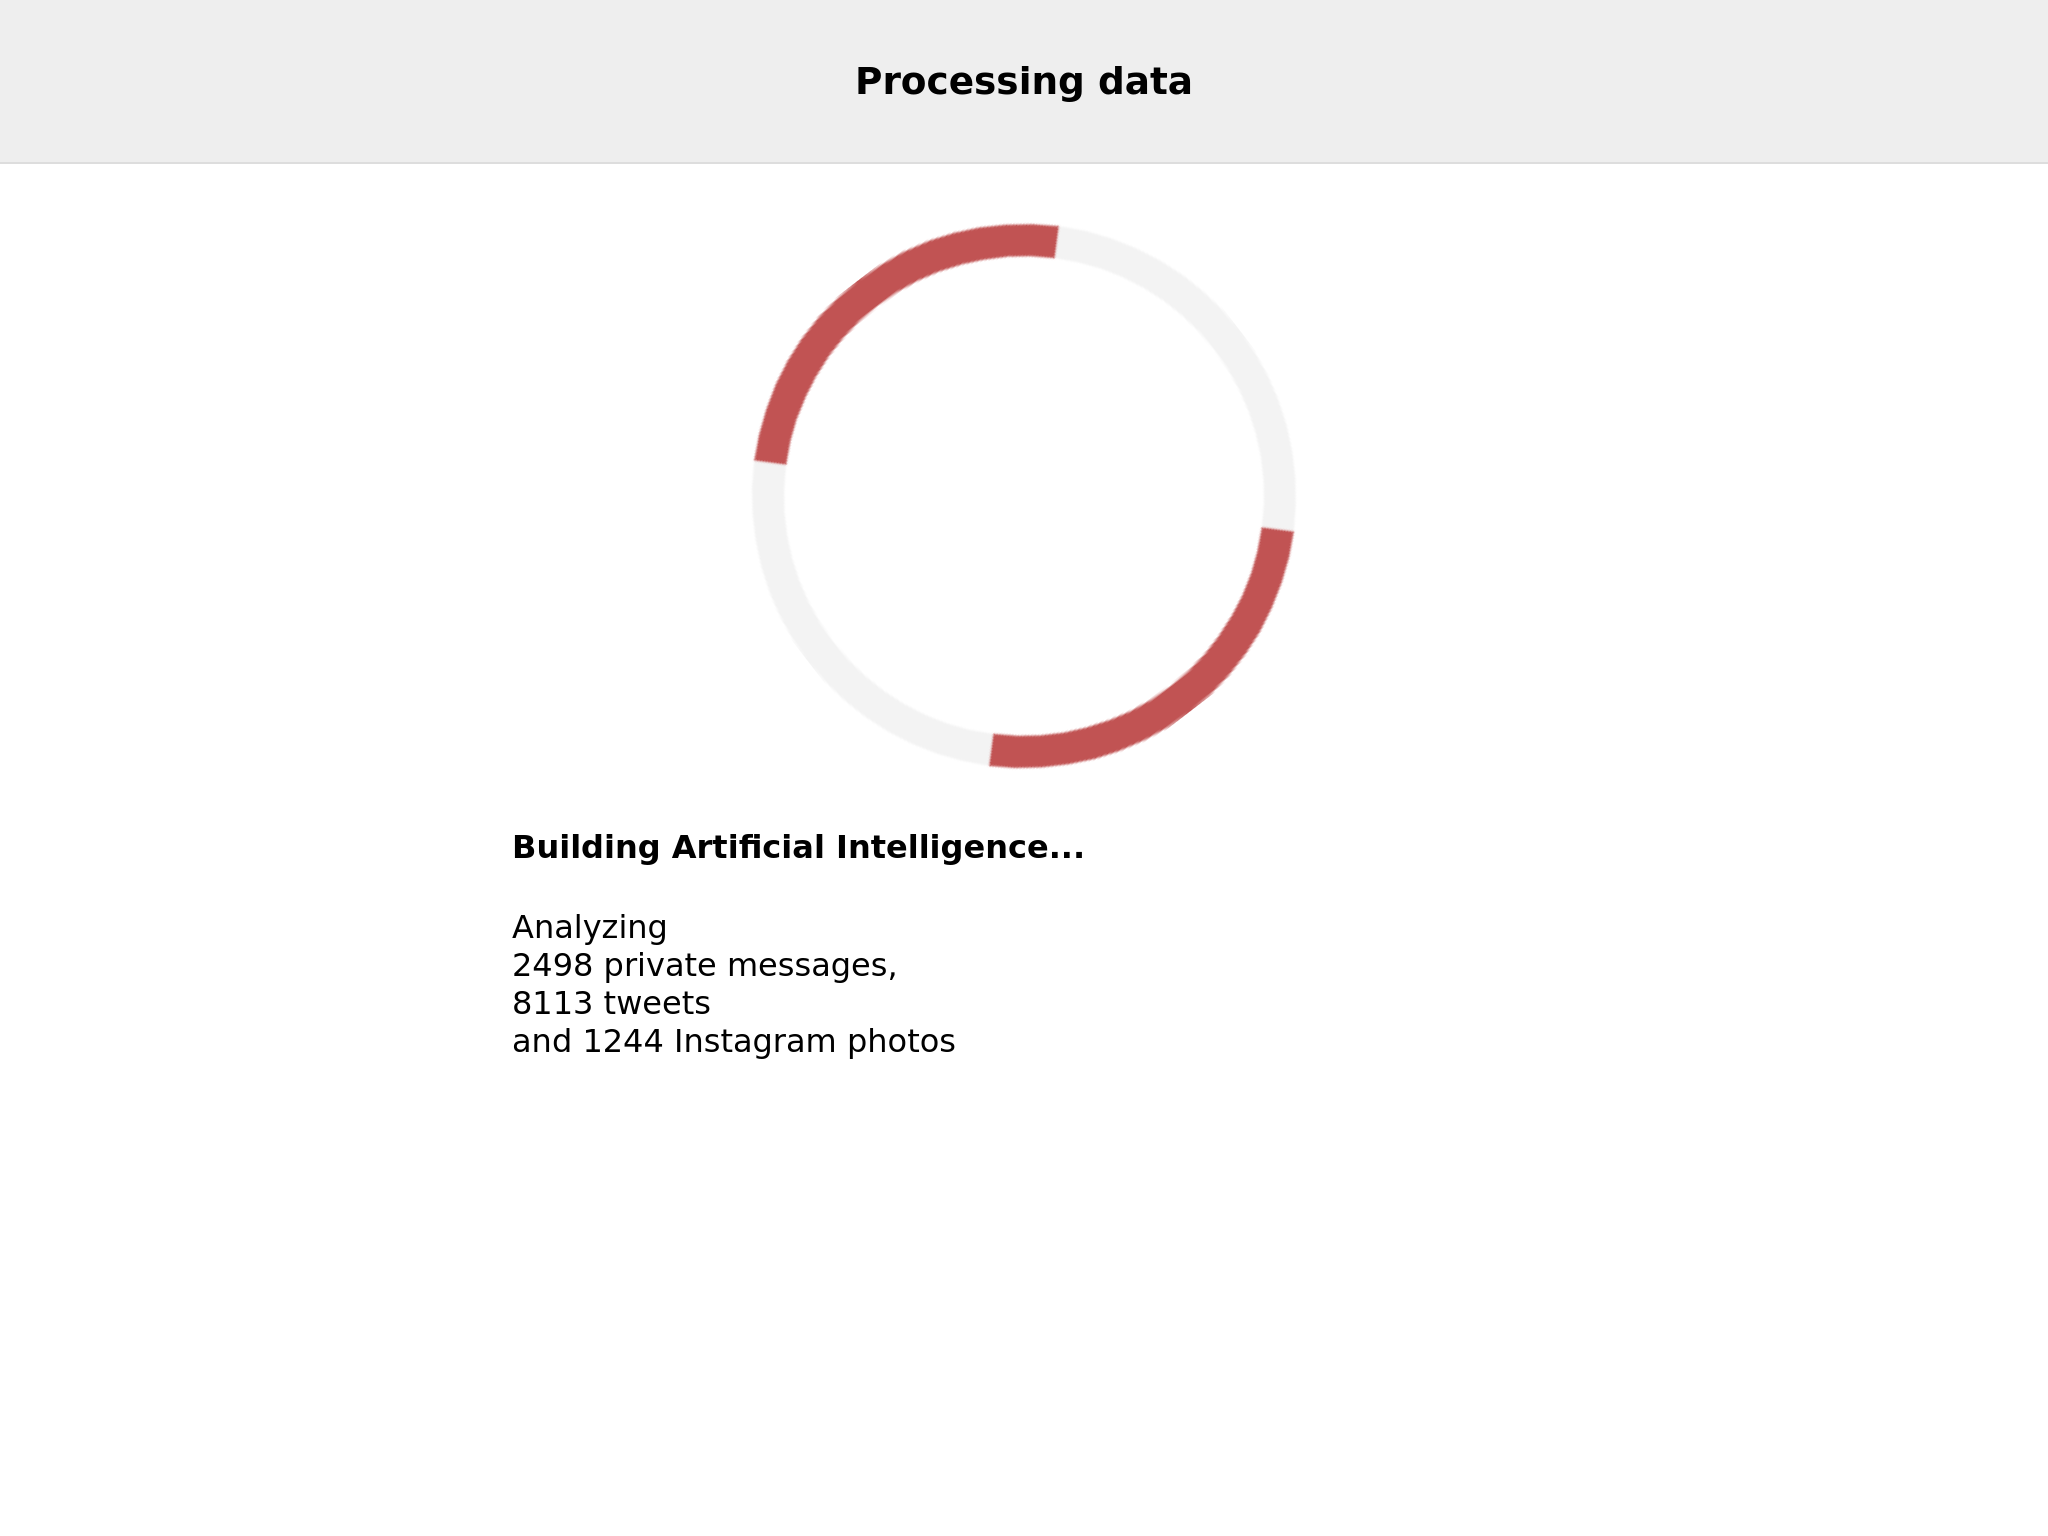 Processing data
Building Artificial Intelligence...
Analyzing
2498 private messages,
8113 tweets
and 1244 Instagram photos